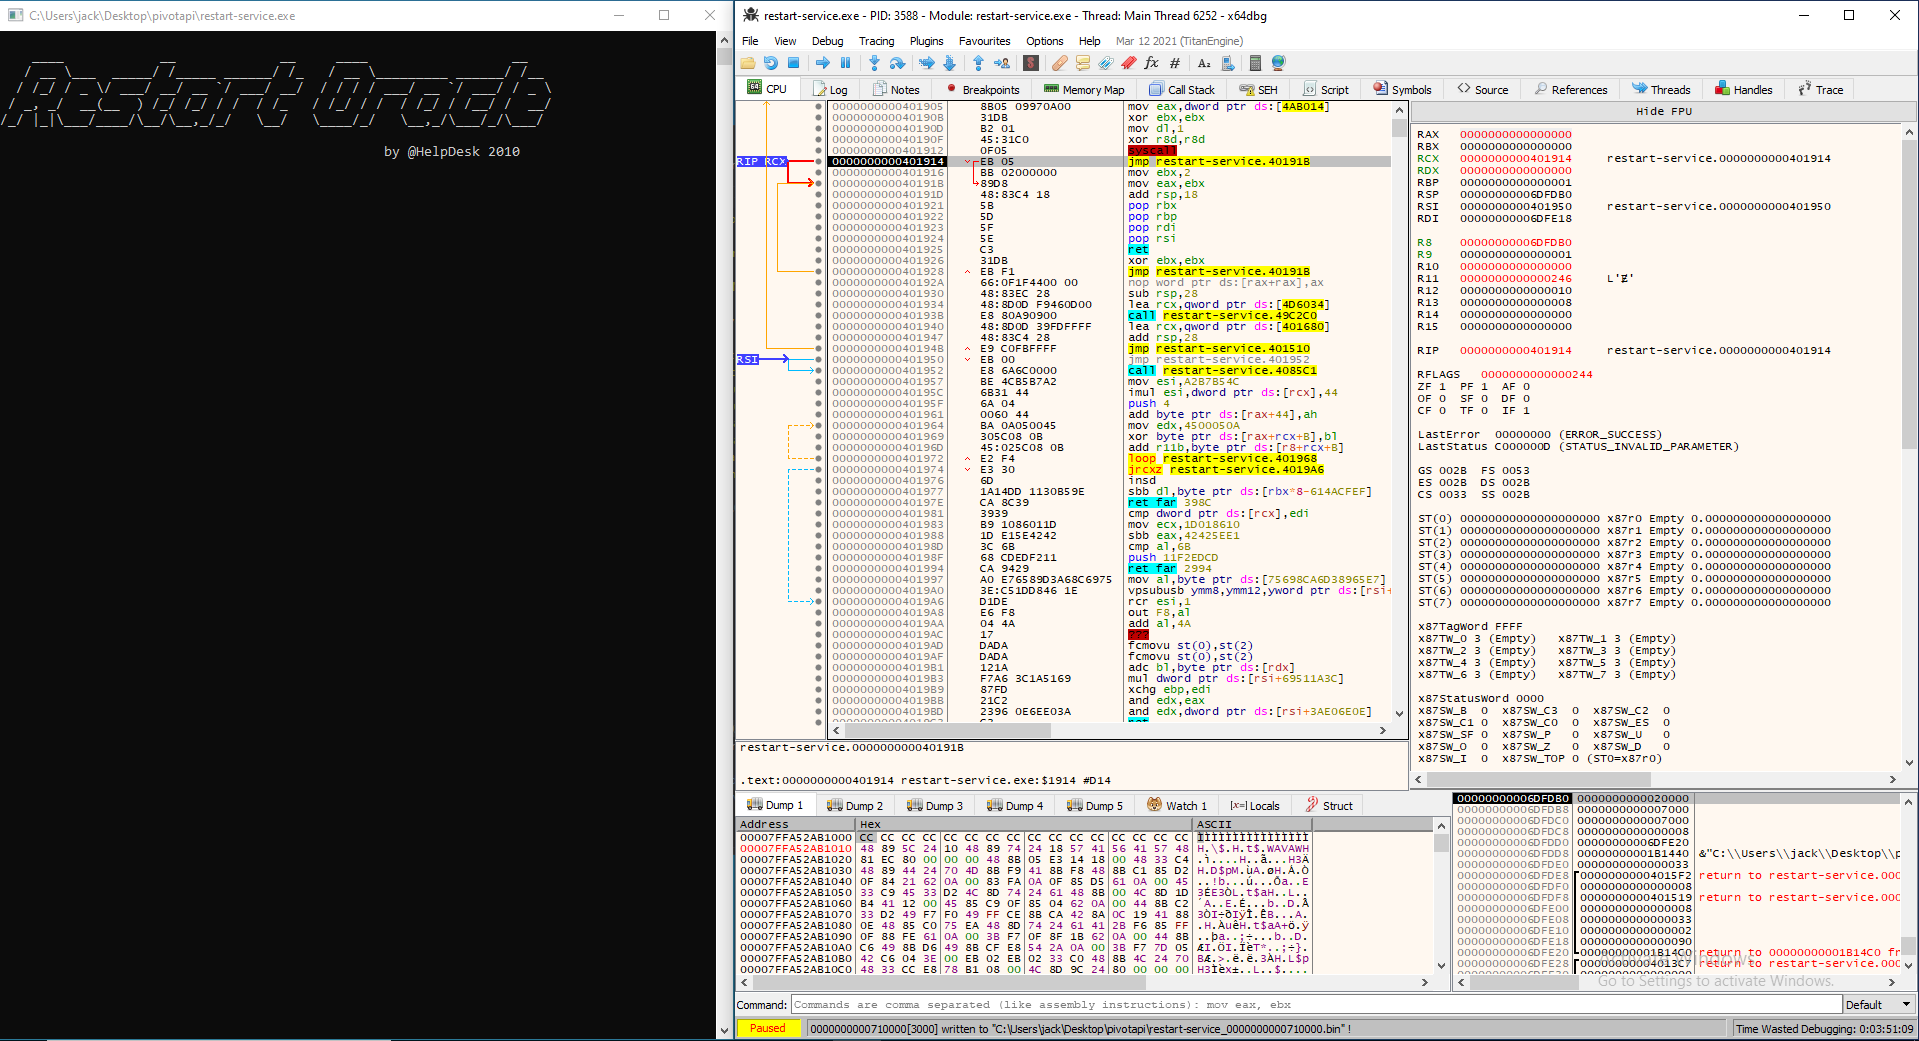 C:\Users\jack\Desktop\pivotapi\restart-service.exe
by @HelpDesk 2010
restart-service.exe - PID: 3588 - Module: restart-service.exe - Thread: Main Thread 6252 - x64dbg
File View Debug Tracing Plugins Favourites Options Help Mar 12 2021 (TitanEngine)
CPU Log Notes Breakpoints Memory Map Call Stack SEH Script Symbols Source References Threads Handles Trace
RIP RCX
RSI
0000000000401905 8B05 09970A00 mov eax,dword ptr ds:[4AB014]
000000000040190B 31DB xor ebx,ebx
000000000040190D B2 01 mov dl,1
000000000040190F 45:31C0 xor r8d,r8d
0000000000401912 0F05 syscall
0000000000401914 EB 05 jmp restart-service.40191B
0000000000401916 BB 02000000 mov ebx,2
000000000040191B 89D8 mov eax,ebx
000000000040191D 48:83C4 18 add rsp,18
0000000000401921 5B pop rbx
0000000000401922 5D pop rbp
0000000000401923 5F pop rdi
0000000000401924 5E pop rsi
0000000000401925 C3 ret
0000000000401926 31DB xor ebx,ebx
0000000000401928 EB F1 jmp restart-service.40191B
000000000040192A 66:0F1F4400 00 nop word ptr ds:[rax+rax],ax
0000000000401930 48:83EC 28 sub rsp,28
0000000000401934 48:8D0D F9460D00 lea rcx,qword ptr ds:[4D6034]
000000000040193B E8 80A90900 call restart-service.49C2C0
0000000000401940 48:8D0D 39FDFFFF lea rcx,qword ptr ds:[401680]
0000000000401947 48:83C4 28 add rsp,28
000000000040194B E9 C0FBFFFF jmp restart-service.401510
0000000000401950 EB 00 jmp restart-service.401952
0000000000401952 E8 6A6C0000 call restart-service.4085C1
0000000000401957 BE 4CB5B7A2 mov esi,A2B7B54C
000000000040195C 6B31 44 imul esi,dword ptr ds:[rcx],44
000000000040195F 6A 04 push 4
0000000000401961 0060 44 add byte ptr ds:[rax+44],ah
0000000000401964 BA 0A050045 mov edx,4500050A
0000000000401969 305C08 0B xor byte ptr ds:[rax+rcx+B],bl
000000000040196D 45:025C08 0B add r11b,byte ptr ds:[r8+rcx+B]
0000000000401972 E2 F4 loop restart-service.401968
0000000000401974 E3 30 jrcxz restart-service.4019A6
0000000000401976 6D insd
0000000000401977 1A14DD 1130B59E sbb dl,byte ptr ds:[rbx*8-614ACFEF]
000000000040197E CA 8C39 ret far 398C
0000000000401981 3939 cmp dword ptr ds:[rcx],edi
0000000000401983 B9 1086011D mov ecx,1D018610
0000000000401988 1D E15E4242 sbb eax,42425EE1
000000000040198D 3C 6B cmp al,6B
000000000040198F 68 CDEDF211 push 11F2EDCD
0000000000401994 CA 9429 ret far 2994
0000000000401997 A0 E76589D3A68C6975 mov al,byte ptr ds:[75698CA6D38965E7]
00000000004019A0 3E:C51DD846 1E vpsubusb ymm8,ymm12,yword ptr ds:[rsi+
00000000004019A6 D1DE rcr esi,1
00000000004019A8 E6 F8 out F8,al
00000000004019AA 04 4A add al,4A
00000000004019AC 17 ???
00000000004019AD DADA fcmovu st(0),st(2)
00000000004019AF DADA fcmovu st(0),st(2)
00000000004019B1 121A adc bl,byte ptr ds:[rdx]
00000000004019B3 F7A6 3C1A5169 mul dword ptr ds:[rsi+69511A3C]
00000000004019B9 87FD xchg ebp,edi
00000000004019BB 21C2 and edx,eax
00000000004019BD 2396 0E6EE03A and edx,dword ptr ds:[rsi+3AE06E0E]
restart-service.000000000040191B
.text:0000000000401914 restart-service.exe:$1914 #D14
Hide FPU
RAX 0000000000000000
RBX 0000000000000000
RCX 0000000000401914 restart-service.0000000000401914
RDX 0000000000000000
RBP 0000000000000001
RSP 00000000006DFDB0
RSI 0000000000401950 restart-service.0000000000401950
RDI 00000000006DFE18
R8 00000000006DFDB0
R9 0000000000000001
R10 0000000000000000
R11 0000000000000246
R12 0000000000000010
R13 0000000000000008
R14 0000000000000000
R15 0000000000000000
RIP 0000000000401914 restart-service.0000000000401914
RFLAGS 0000000000000244
ZF 1 PF 1 AF 0
OF 0 SF 0 DF 0
CF 0 TF 0 IF 1
LastError 00000000 (ERROR_SUCCESS)
LastStatus C000000D (STATUS_INVALID_PARAMETER)
GS 002B FS 0053
ES 002B DS 002B
CS 0033 SS 002B
ST(0) 00000000000000000000 x87r0 Empty 0.000000000000000000
ST(1) 00000000000000000000 x87r1 Empty 0.000000000000000000
ST(2) 00000000000000000000 x87r2 Empty 0.000000000000000000
ST(3) 00000000000000000000 x87r3 Empty 0.000000000000000000
ST(4) 00000000000000000000 x87r4 Empty 0.000000000000000000
ST(5) 00000000000000000000 x87r5 Empty 0.000000000000000000
ST(6) 00000000000000000000 x87r6 Empty 0.000000000000000000
ST(7) 00000000000000000000 x87r7 Empty 0.000000000000000000
x87TagWord FFFF
x87TW_0 3 (Empty) x87TW_1 3 (Empty)
x87TW_2 3 (Empty) x87TW_3 3 (Empty)
x87TW_4 3 (Empty) x87TW_5 3 (Empty)
x87TW_6 3 (Empty) x87TW_7 3 (Empty)
x87StatusWord 0000
x87SW_B 0 x87SW_C3 0 x87SW_C2 0
x87SW_C1 0 x87SW_C0 0 x87SW_ES 0
x87SW_SF 0 x87SW_P 0 x87SW_U 0
x87SW_O 0 x87SW_Z 0 x87SW_D 0
x87SW_I 0 x87SW_TOP 0 (ST0=x87r0)
Dump 1 Dump 2 Dump 3 Dump 4 Dump 5 Watch 1 Locals Struct
Address Hex ASCII
00007FFA52AB1000 CC CC CC CC CC CC CC CC CC CC CC CC CC CC CC CC
00007FFA52AB1010 48 89 5C 24 10 48 89 74 24 18 57 41 56 41 57 48
00007FFA52AB1020 81 EC 80 00 00 00 48 8B 05 E3 14 18 00 48 33 C4
00007FFA52AB1030 48 89 44 24 70 4D 8B F9 41 8B F8 48 8B C1 85 D2
00007FFA52AB1040 0F 84 21 62 0A 00 83 FA 0A 0F 85 D5 61 0A 00 45
00007FFA52AB1050 33 C9 45 33 D2 4C 8D 74 24 61 48 8B 00 4C 8D 1D
00007FFA52AB1060 B4 41 12 00 45 85 C9 0F 85 04 62 0A 00 44 8B C2
00007FFA52AB1070 33 D2 49 F7 F0 49 FF CE 8B CA 42 8A 0C 19 41 88
00007FFA52AB1080 0E 48 85 C0 75 EA 48 8D 74 24 61 41 2B F6 85 FF
00007FFA52AB1090 0F 88 FE 61 0A 00 3B F7 0F 8F 1B 62 0A 00 44 8B
00007FFA52AB10A0 C6 49 8B D6 49 8B CF E8 54 2A 0A 00 3B F7 7D 05
00007FFA52AB10B0 42 C6 04 3E 00 EB 02 EB 02 33 C0 48 8B 4C 24 70
00007FFA52AB10C0 48 33 CC E8 78 B1 08 00 4C 8D 9C 24 80 00 00 00
00000000006DFDB0 0000000000020000
00000000006DFDB8 0000000000007000
00000000006DFDC0 0000000000007000
00000000006DFDC8 0000000000000008
00000000006DFDD0 00000000006DFE20
00000000006DFDD8 00000000001B1440 &"C:\\Users\\jack\\Desktop\\p
00000000006DFDE0 0000000000000033
00000000006DFDE8 00000000004015F2 return to restart-service.000
00000000006DFDF0 0000000000000008
00000000006DFDF8 0000000000401519 return to restart-service.000
00000000006DFE00 0000000000000008
00000000006DFE08 0000000000000033
00000000006DFE10 0000000000000002
00000000006DFE18 0000000000000090
00000000006DFE20 00000000001B14C0 return to 00000000001B14C0 fr
00000000006DFE28 00000000004013C7 return to restart-service.000
Go to Settings to activate Windows.
Command: Commands are comma separated (like assembly instructions): mov eax, ebx Default
Paused 0000000000710000[3000] written to "C:\Users\jack\Desktop\pivotapi\restart-service_0000000000710000.bin" ! Time Wasted Debugging: 0:03:51:09